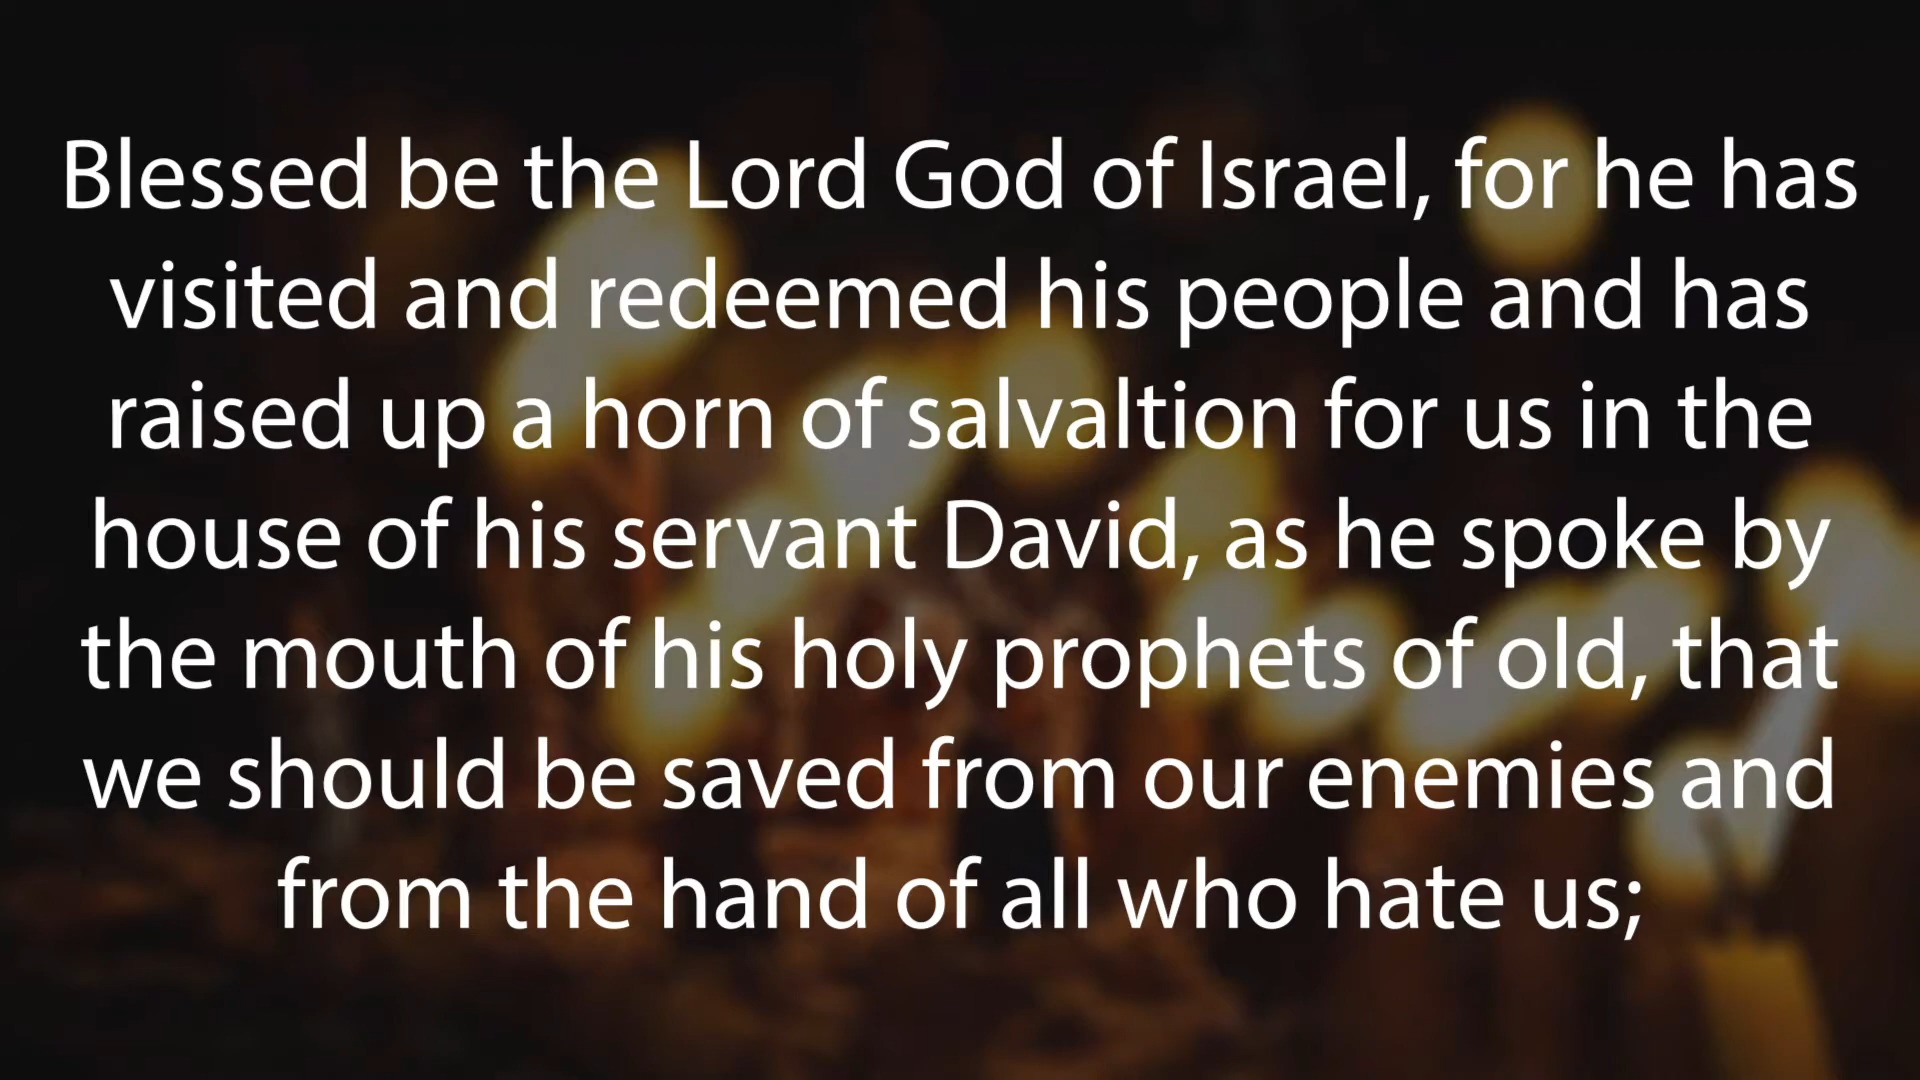 Blessed be the Lord God of Israel, for he has
visited and redeemed his people and has
raised up a horn of salvaltion for us in the
house of his servant David, as he spoke by
the mouth of his holy prophets of old, that
we should be saved from our enemies and
from the hand of all who hate us;